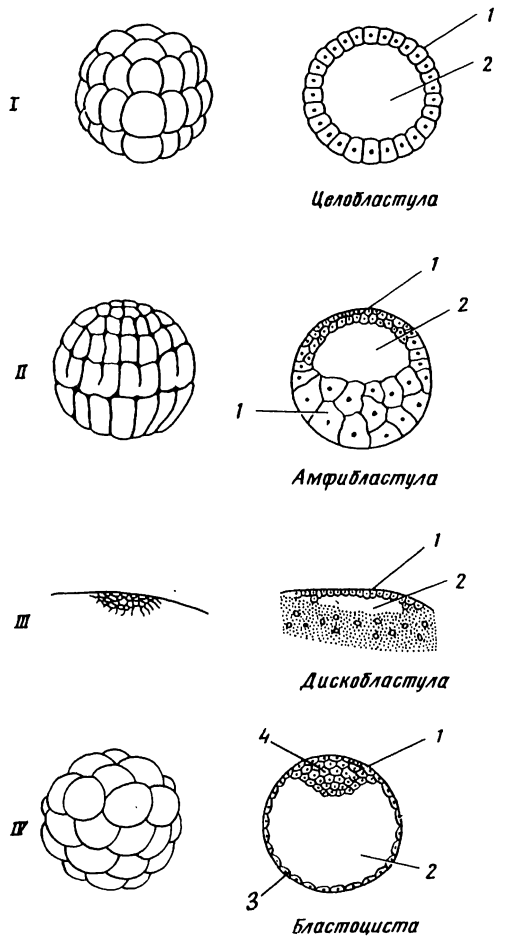 1
2
I
Целобластула
1
2
II
1
Амфибластула
1
2
III
Дискобластула
4
1
IV
2
3
Бластоциста